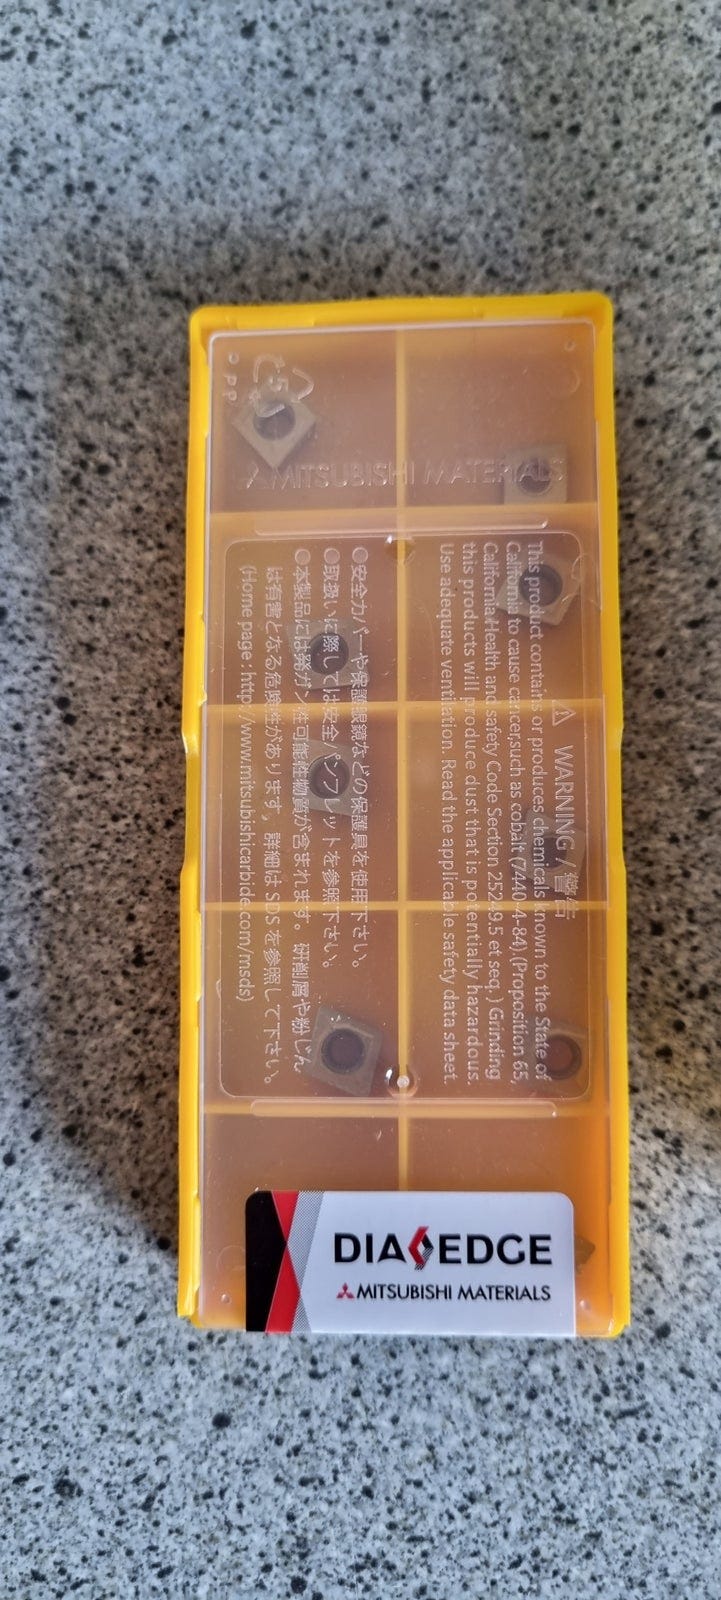 5
PP
MITSUBISHI MATERIALS
⚠ WARNING / 警告
This product contains or produces chemicals known to the State of
California to cause cancer,such as cobalt (7440-4-84).(Proposition 65,
California Health and safety Code Section 25249.5 et seq. ) Grinding
this products will produce dust that is potentially hazardous.
Use adequate ventilation. Read the applicable safety data sheet.
●安全カバーや保護眼鏡などの保護具を使用下さい。
●取扱いに際しては安全パンフレットを参照下さい。
●本製品には発ガン性可能性物質が含まれます。研削屑や粉じん
は有害となる危険性があります。詳細は SDS を参照して下さい。
(Home page : http://www.mitsubishicarbide.com/msds)
DIAEDGE
MITSUBISHI MATERIALS